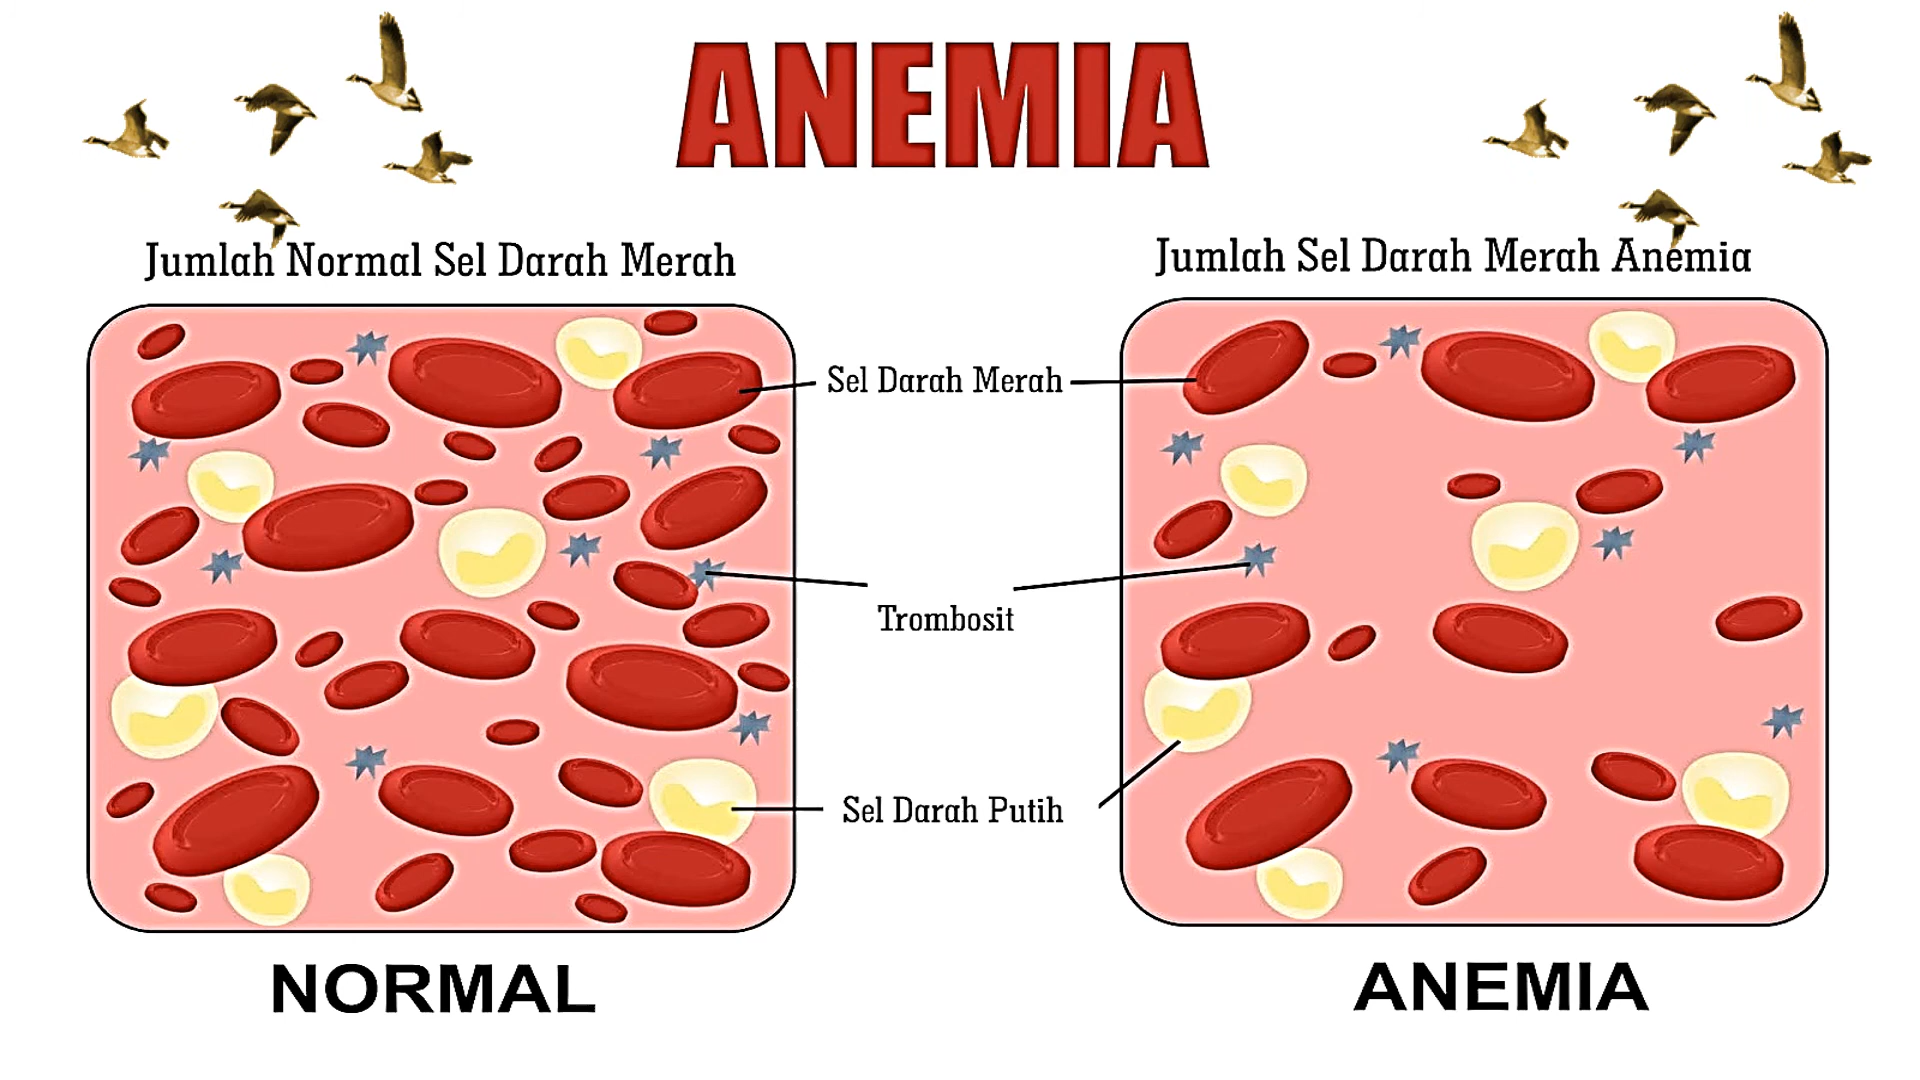 ANEMIA
Jumlah Normal Sel Darah Merah
Jumlah Sel Darah Merah Anemia
Sel Darah Merah
Trombosit
Sel Darah Putih
NORMAL
ANEMIA